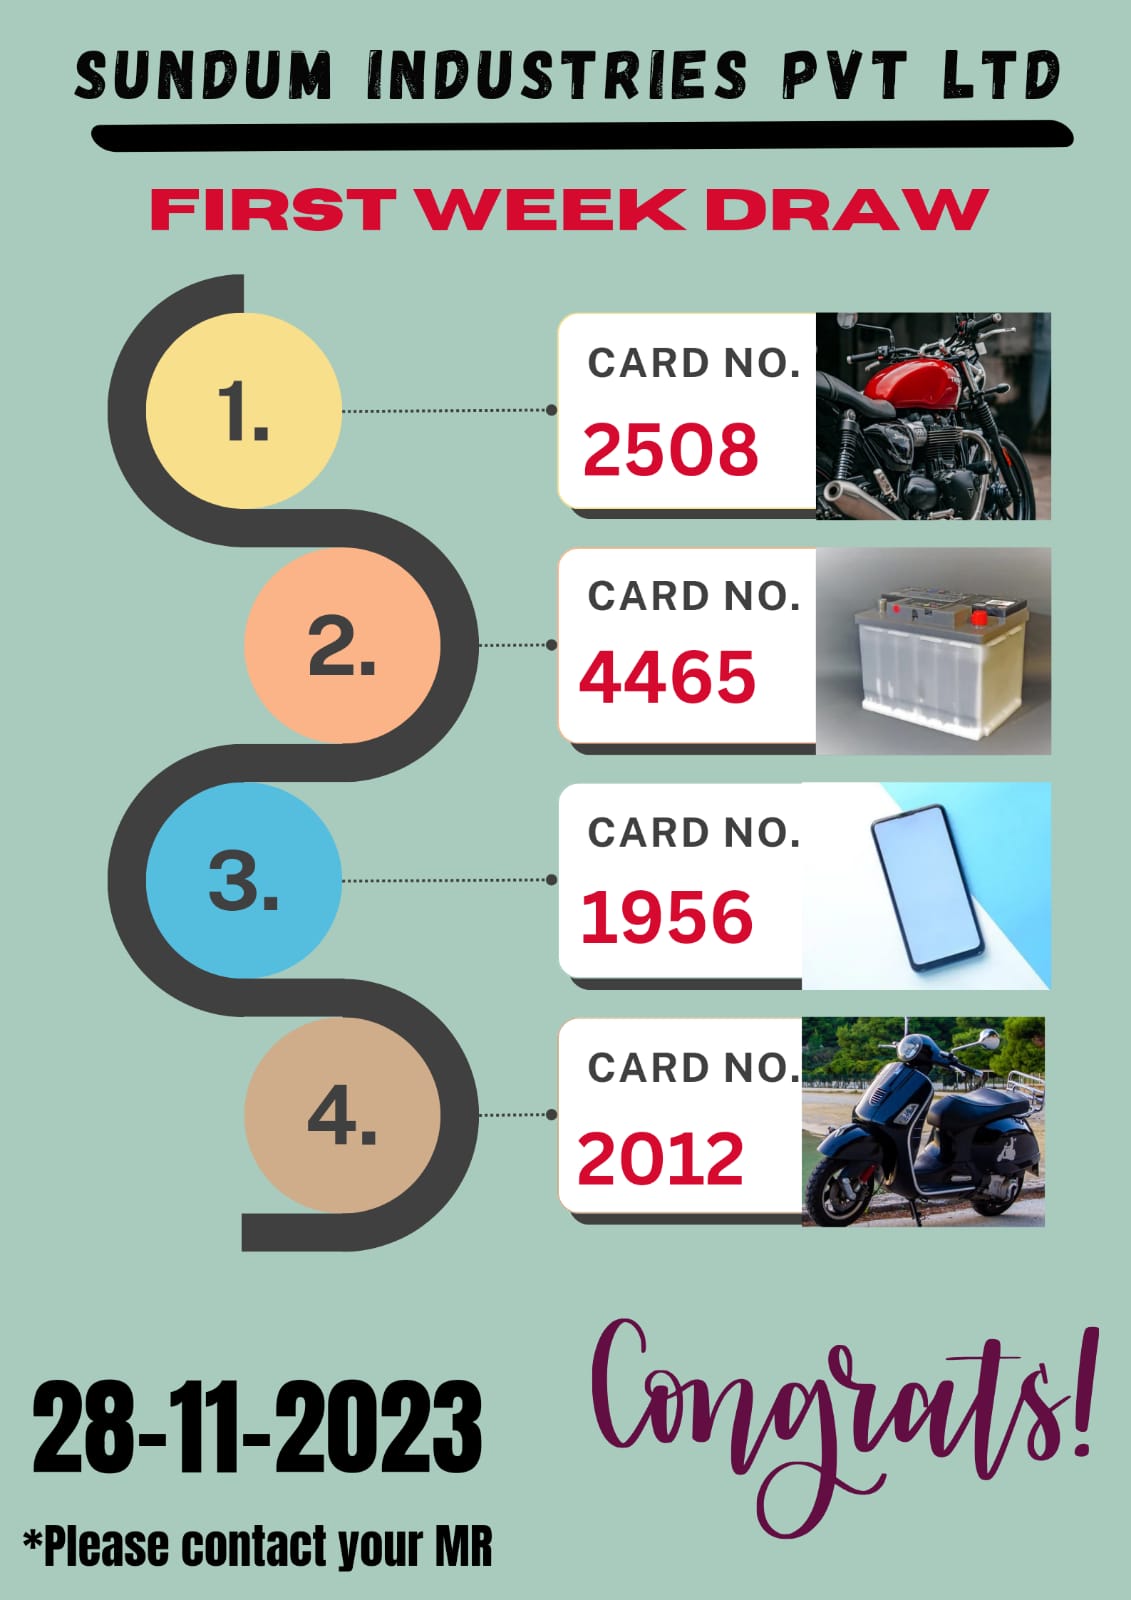 SUNDUM INDUSTRIES PVT LTD
FIRST WEEK DRAW
1.
CARD NO.
2508
2.
CARD NO.
4465
3.
CARD NO.
1956
4.
CARD NO.
2012
28-11-2023
Congrats!
*Please contact your MR